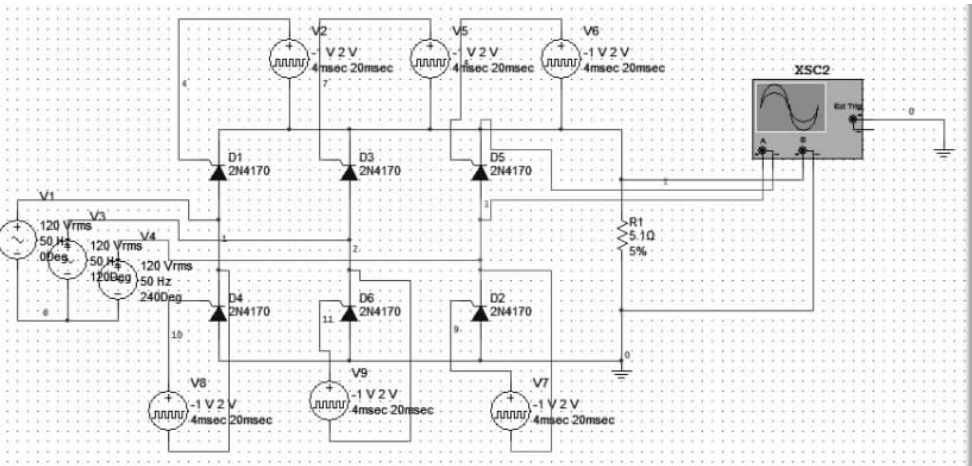 V2
-1 V 2 V
4msec 20msec
V5
-1 V 2 V
4msec 20msec
V6
-1 V 2 V
4msec 20msec
XSC2
Ext Trig
A
B
0
4
7
8
D1
2N4170
D3
2N4170
D5
2N4170
1
3
V1
120 Vrms
50 Hz
0Deg
V3
120 Vrms
50 Hz
120Deg
V4
120 Vrms
50 Hz
240Deg
1
2
R1
5.1Ω
5%
6
D4
2N4170
D6
2N4170
D2
2N4170
10
11
9
0
V8
-1 V 2 V
4msec 20msec
V9
-1 V 2 V
4msec 20msec
V7
-1 V 2 V
4msec 20msec